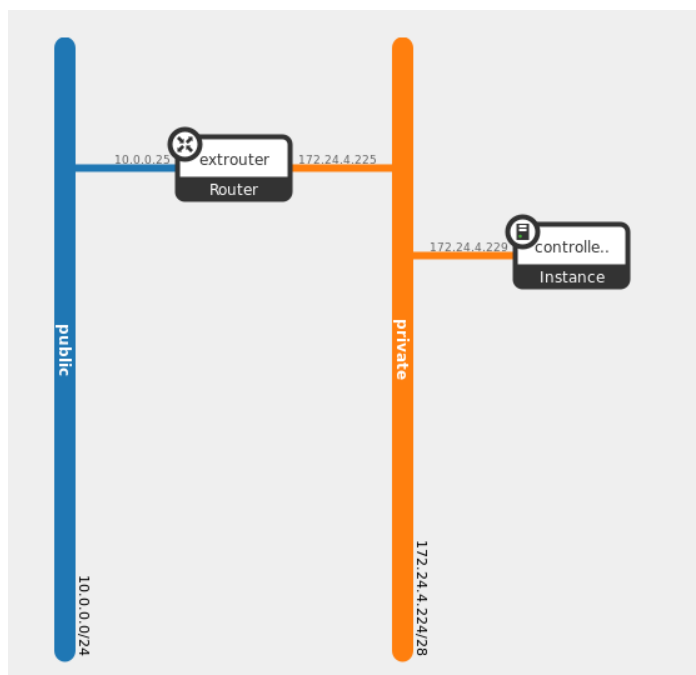 10.0.0.25
extrouter
172.24.4.225
Router
172.24.4.229
controlle..
Instance
public
private
10.0.0.0/24
172.24.4.224/28